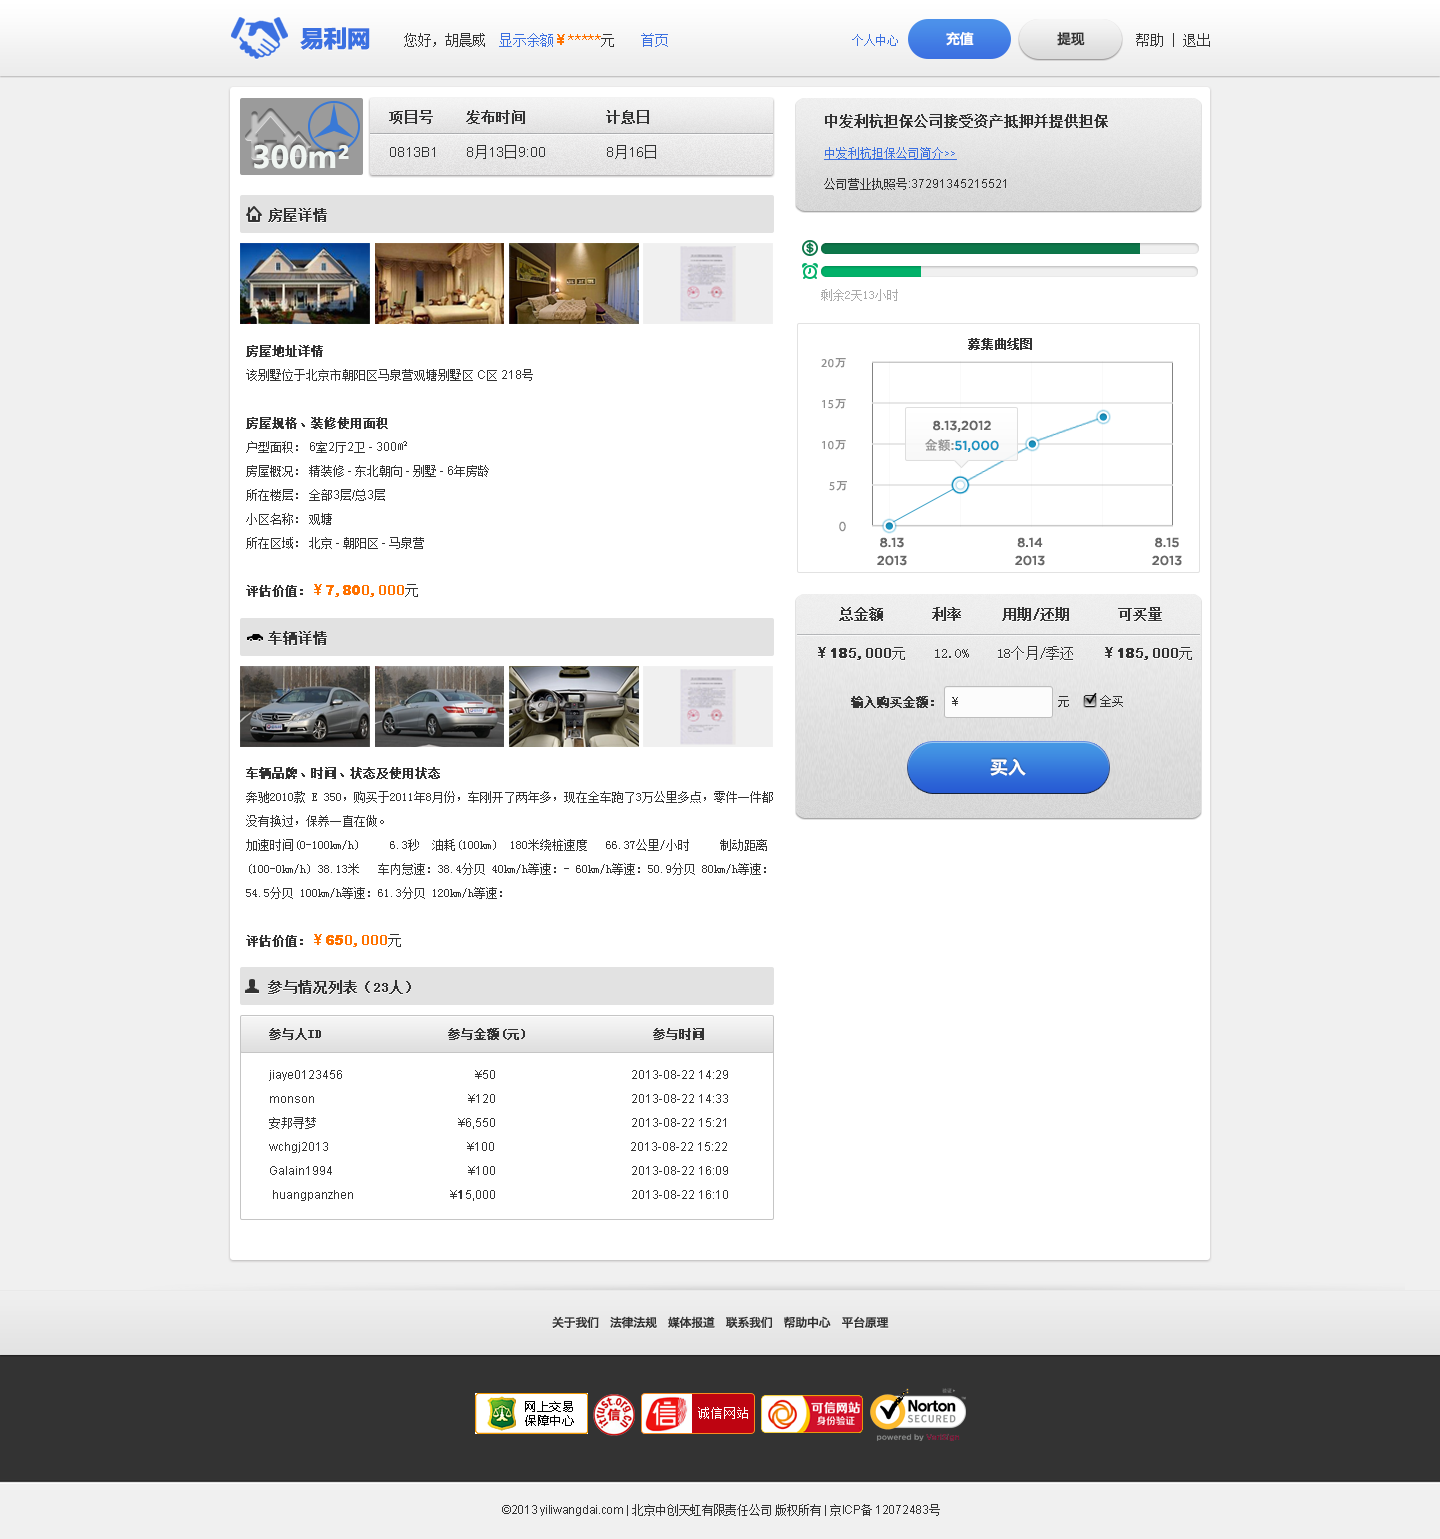 易利网 您好，胡晨威 显示余额¥*****元 首页 个人中心 充值 提现 帮助 | 退出
300m²
项目号 发布时间 计息日
0813B1 8月13日9:00 8月16日
房屋详情
房屋地址详情
该别墅位于北京市朝阳区马泉营观塘别墅区 C区 218号
房屋规格、装修使用面积
户型面积： 6室2厅2卫 - 300㎡
房屋概况： 精装修 - 东北朝向 - 别墅 - 6年房龄
所在楼层： 全部3层/总3层
小区名称： 观塘
所在区域： 北京 - 朝阳区 - 马泉营
评估价值：￥7,800,000元
车辆详情
车辆品牌、时间、状态及使用状态
奔驰2010款 E 350，购买于2011年8月份，车刚开了两年多，现在全车跑了3万公里多点，零件一件都
没有换过，保养一直在做。
加速时间(0-100km/h) 6.3秒 油耗(100km) 180米绕桩速度 66.37公里/小时 制动距离
(100-0km/h) 38.13米 车内怠速：38.4分贝 40km/h等速：- 60km/h等速：50.9分贝 80km/h等速：
54.5分贝 100km/h等速：61.3分贝 120km/h等速：
评估价值：￥650,000元
参与情况列表（23人）
参与人ID 参与金额(元) 参与时间
jiaye0123456 ¥50 2013-08-22 14:29
monson ¥120 2013-08-22 14:33
安邦寻梦 ¥6,550 2013-08-22 15:21
wchgj2013 ¥100 2013-08-22 15:22
Galain1994 ¥100 2013-08-22 16:09
huangpanzhen ¥15,000 2013-08-22 16:10
中发利杭担保公司接受资产抵押并提供担保
中发利杭担保公司简介>>
公司营业执照号:37291345215521
剩余2天13小时
募集曲线图
20万
15万
10万
5万
0
8.13,2012
金额:51,000
8.13 8.14 8.15
2013 2013 2013
总金额 利率 用期/还期 可买量
￥185,000元 12.0% 18个月/季还 ￥185,000元
输入购买金额： ￥ 元 全买
买入
关于我们 法律法规 媒体报道 联系我们 帮助中心 平台原理
网上交易
保障中心
itrust.org.cn
信
信
诚信网站
可信网站
身份验证
Norton
SECURED
powered by VeriSign
©2013 yiliwangdai.com | 北京中创天虹有限责任公司 版权所有 | 京ICP备 12072483号